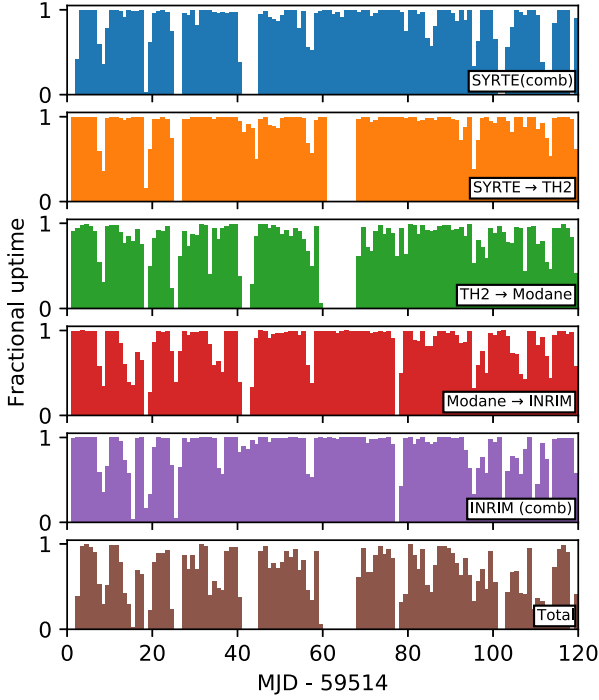 1
0
SYRTE(comb)
1
0
SYRTE → TH2
1
0
TH2 → Modane
1
0
Modane → INRIM
1
0
INRIM (comb)
1
0
Total
Fractional uptime
0 20 40 60 80 100 120
MJD - 59514